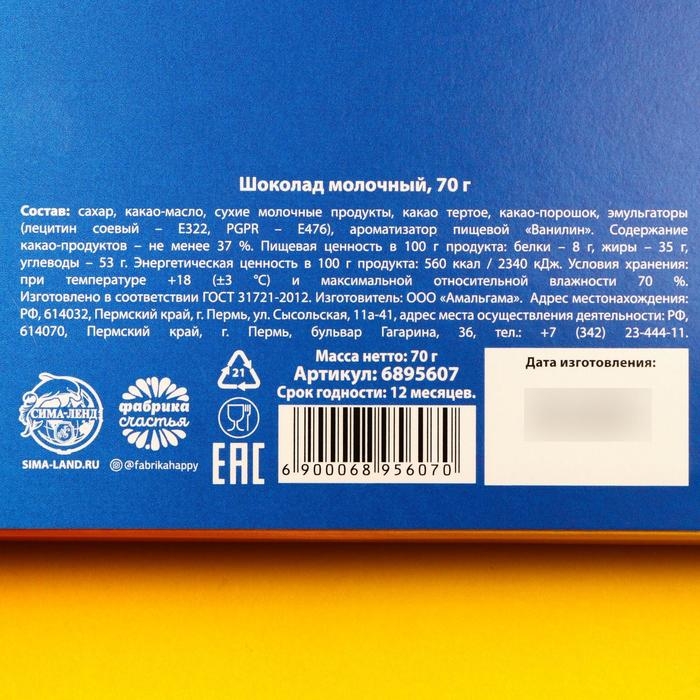 Шоколад молочный, 70 г
Состав: сахар, какао-масло, сухие молочные продукты, какао тертое, какао-порошок, эмульгаторы
(лецитин соевый – Е322, PGPR – Е476), ароматизатор пищевой «Ванилин». Содержание
какао-продуктов – не менее 37 %. Пищевая ценность в 100 г продукта: белки – 8 г, жиры – 35 г,
углеводы – 53 г. Энергетическая ценность в 100 г продукта: 560 ккал / 2340 кДж. Условия хранения:
при температуре +18 (±3 °C) и максимальной относительной влажности 70 %.
Изготовлено в соответствии ГОСТ 31721-2012. Изготовитель: ООО «Амальгама». Адрес местонахождения:
РФ, 614032, Пермский край, г. Пермь, ул. Сысольская, 11а-41, адрес места осуществления деятельности: РФ,
614070, Пермский край, г. Пермь, бульвар Гагарина, 36, тел.: +7 (342) 23-444-11.
Масса нетто: 70 г
Артикул: 6895607
Срок годности: 12 месяцев.
Дата изготовления:
21
СИМА-ЛЕНД
SIMA-LAND.RU
фабрика
счастья
@fabrikahappy
EAC
6 900068 956070